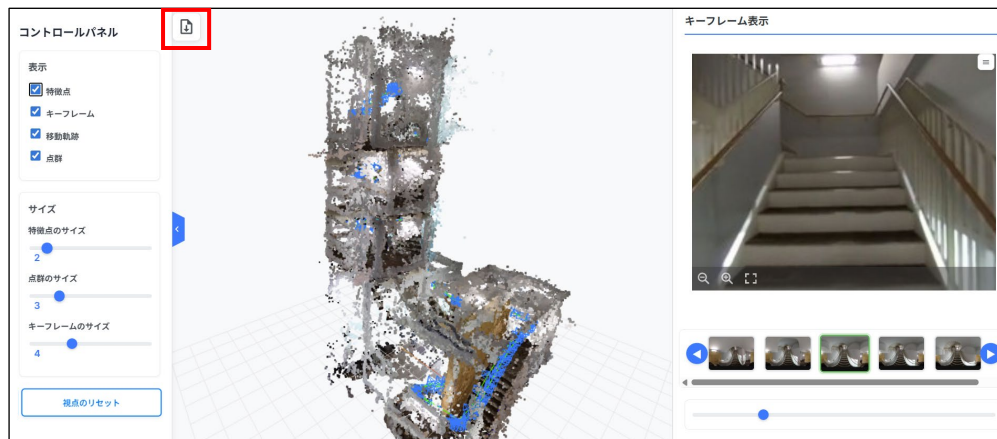 コントロールパネル
表示
特徴点
キーフレーム
移動軌跡
点群
サイズ
特徴点のサイズ
2
点群のサイズ
3
キーフレームのサイズ
4
視点のリセット
キーフレーム表示